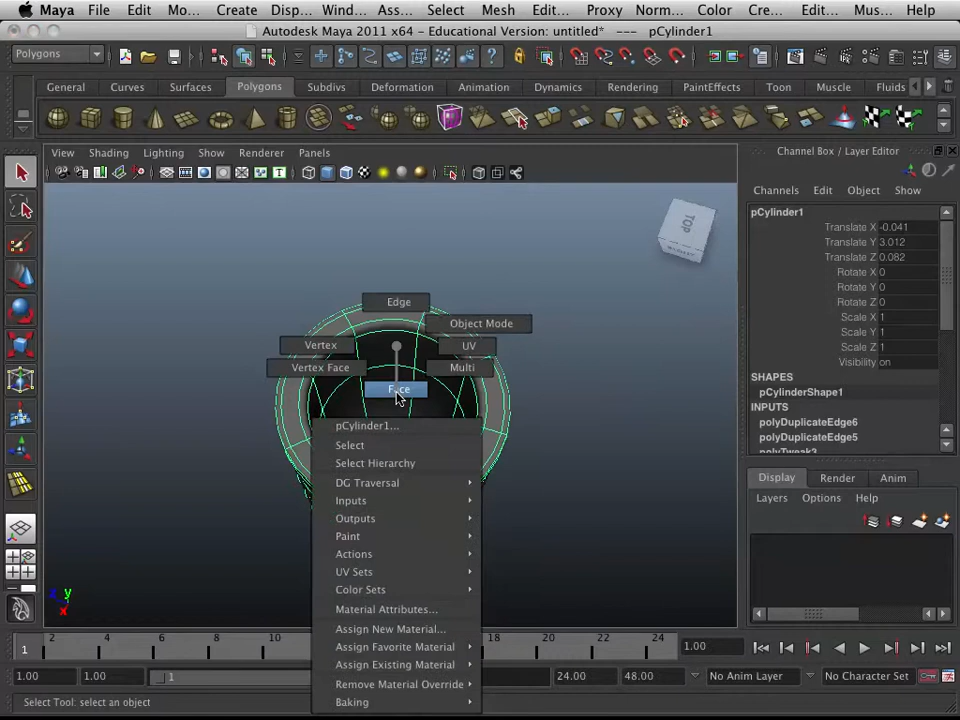 Maya File Edit Mo... Create Disp... Wind... Ass... Select Mesh Edit... Proxy Norm... Color Cre... Edit... Mus... Help
Autodesk Maya 2011 x64 - Educational Version: untitled* --- pCylinder1
Polygons
General Curves Surfaces Polygons Subdivs Deformation Animation Dynamics Rendering PaintEffects Toon Muscle Fluids
View Shading Lighting Show Renderer Panels
Channel Box / Layer Editor
Channels Edit Object Show
pCylinder1
Translate X -0.041
Translate Y 3.012
Translate Z 0.082
Rotate X 0
Rotate Y 0
Rotate Z 0
Scale X 1
Scale Y 1
Scale Z 1
Visibility on
SHAPES
pCylinderShape1
INPUTS
polyDuplicateEdge6
polyDuplicateEdge5
polyTweak3
Display Render Anim
Layers Options Help
TOP
Edge
Object Mode
Vertex
UV
Vertex Face
Multi
Face
pCylinder1...
Select
Select Hierarchy
DG Traversal
Inputs
Outputs
Paint
Actions
UV Sets
Color Sets
Material Attributes...
Assign New Material...
Assign Favorite Material
Assign Existing Material
Remove Material Override
Baking
z y
x
1 2 4 6 8 10 18 20 22 24 1.00
1.00 1.00 1 24.00 48.00 No Anim Layer No Character Set
Select Tool: select an object